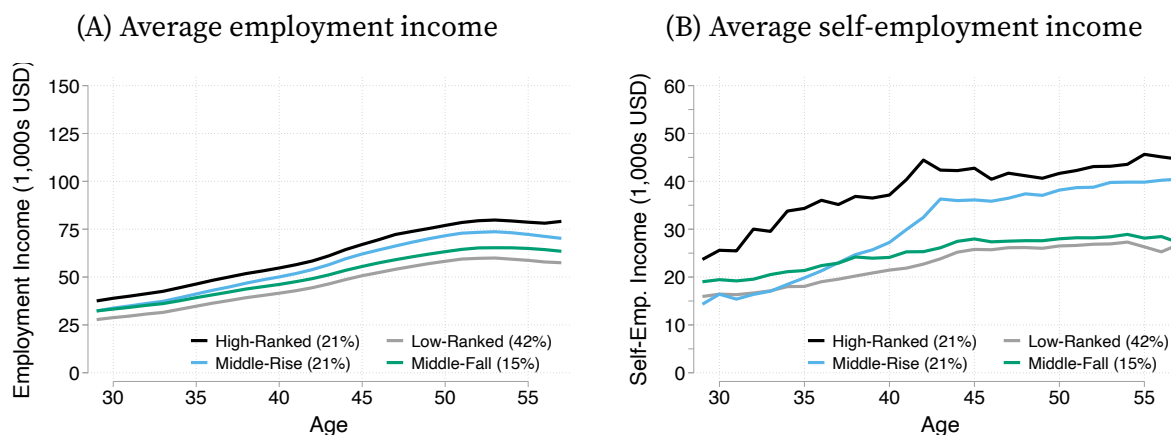 (A) Average employment income
Employment Income (1,000s USD)
150
125
100
75
50
25
0
High-Ranked (21%)
Low-Ranked (42%)
Middle-Rise (21%)
Middle-Fall (15%)
30
35
40
45
50
55
Age
(B) Average self-employment income
Self-Emp. Income (1,000s USD)
60
50
40
30
20
10
0
High-Ranked (21%)
Low-Ranked (42%)
Middle-Rise (21%)
Middle-Fall (15%)
30
35
40
45
50
55
Age